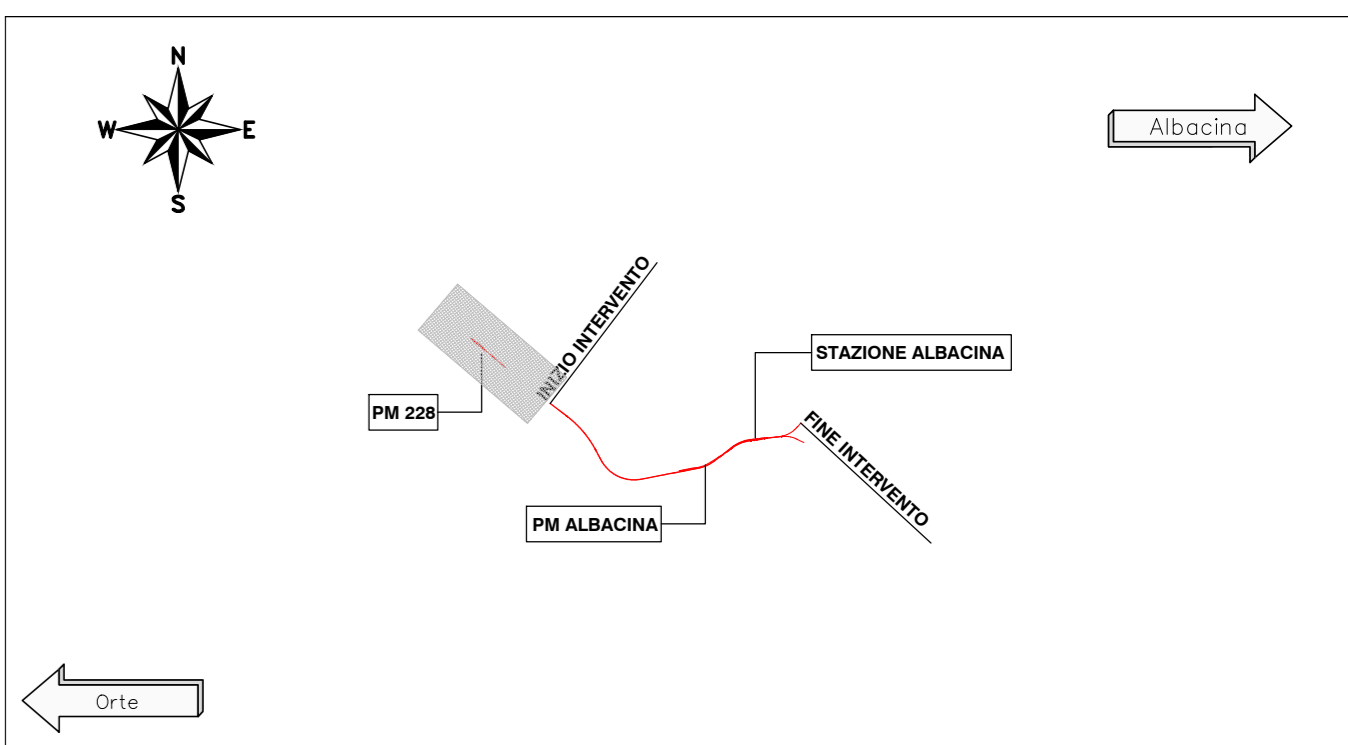 N
W
E
S
Albacina
INIZIO INTERVENTO
STAZIONE ALBACINA
PM 228
FINE INTERVENTO
PM ALBACINA
Orte